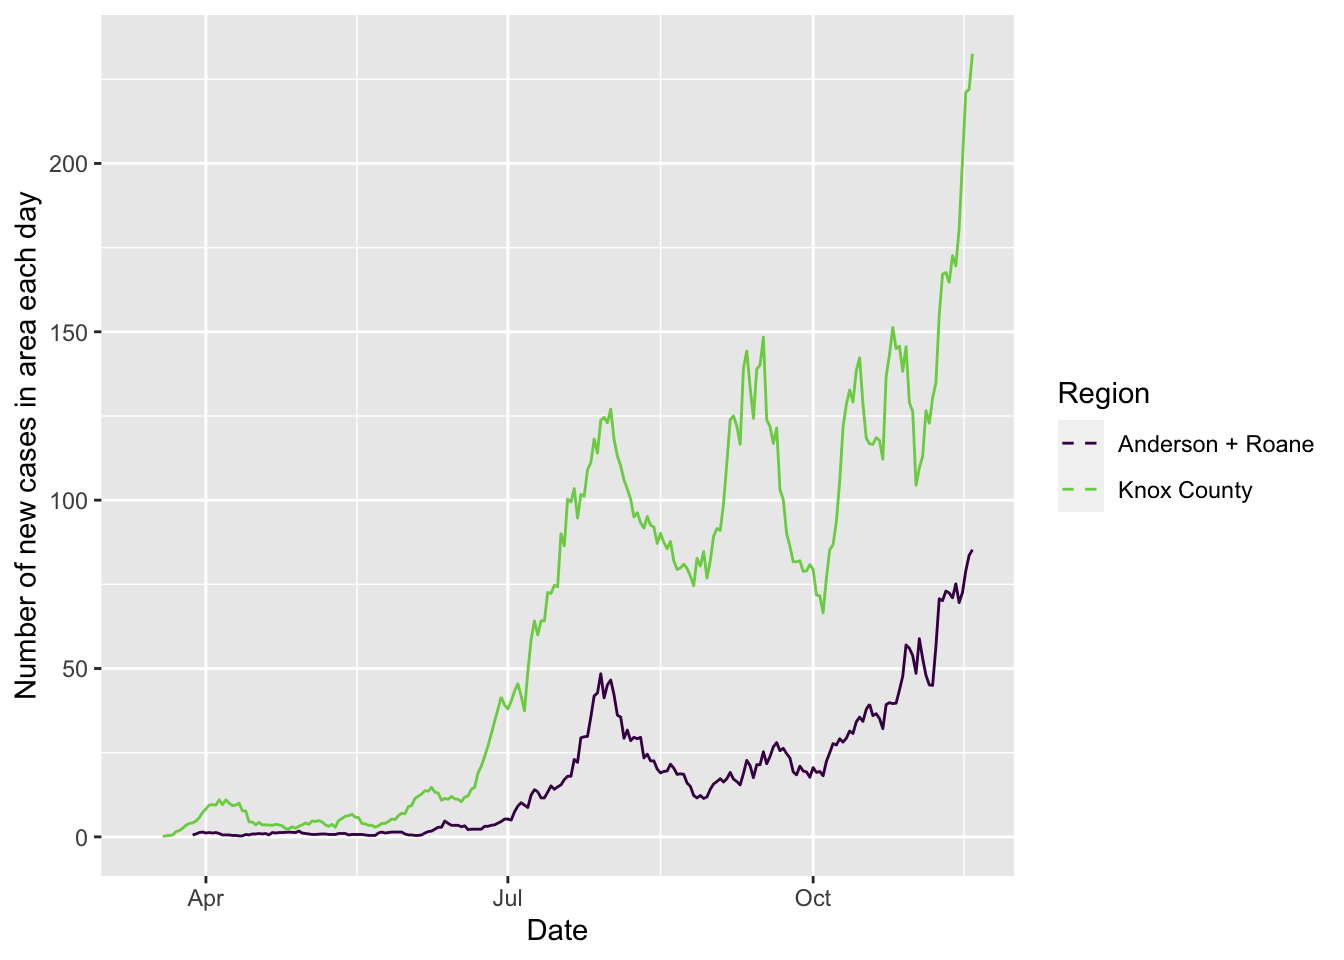 Number of new cases in area each day
200
150
100
50
0
Apr
Jul
Oct
Date
Region
Anderson + Roane
Knox County